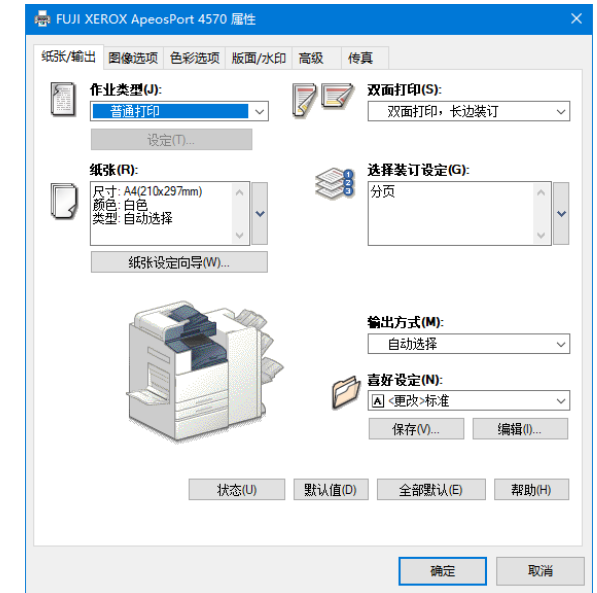 FUJI XEROX ApeosPort 4570 属性
纸张/输出 图像选项 色彩选项 版面/水印 高级 传真
作业类型(J):
普通打印
设定(T)...
双面打印(S):
双面打印，长边装订
纸张(R):
尺寸: A4(210x297mm)
颜色: 白色
类型: 自动选择
纸张设定向导(W)...
选择装订设定(G):
1
2
3
分页
输出方式(M):
自动选择
喜好设定(N):
A <更改>标准
保存(V)... 编辑(I)...
状态(U) 默认值(D) 全部默认(E) 帮助(H)
确定 取消